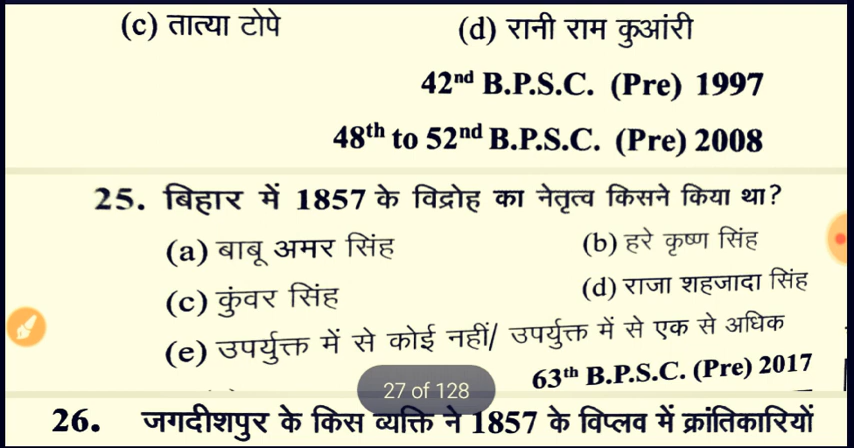 (c) तात्या टोपे (d) रानी राम कुआंरी
42nd B.P.S.C. (Pre) 1997
48th to 52nd B.P.S.C. (Pre) 2008
25. बिहार में 1857 के विद्रोह का नेतृत्व किसने किया था?
(a) बाबू अमर सिंह (b) हरे कृष्ण सिंह
(c) कुंवर सिंह (d) राजा शहजादा सिंह
(e) उपर्युक्त में से कोई नहीं/ उपर्युक्त में से एक से अधिक
63th B.P.S.C. (Pre) 2017
27 of 128
26. जगदीशपुर के किस व्यक्ति ने 1857 के विप्लव में क्रांतिकारियों